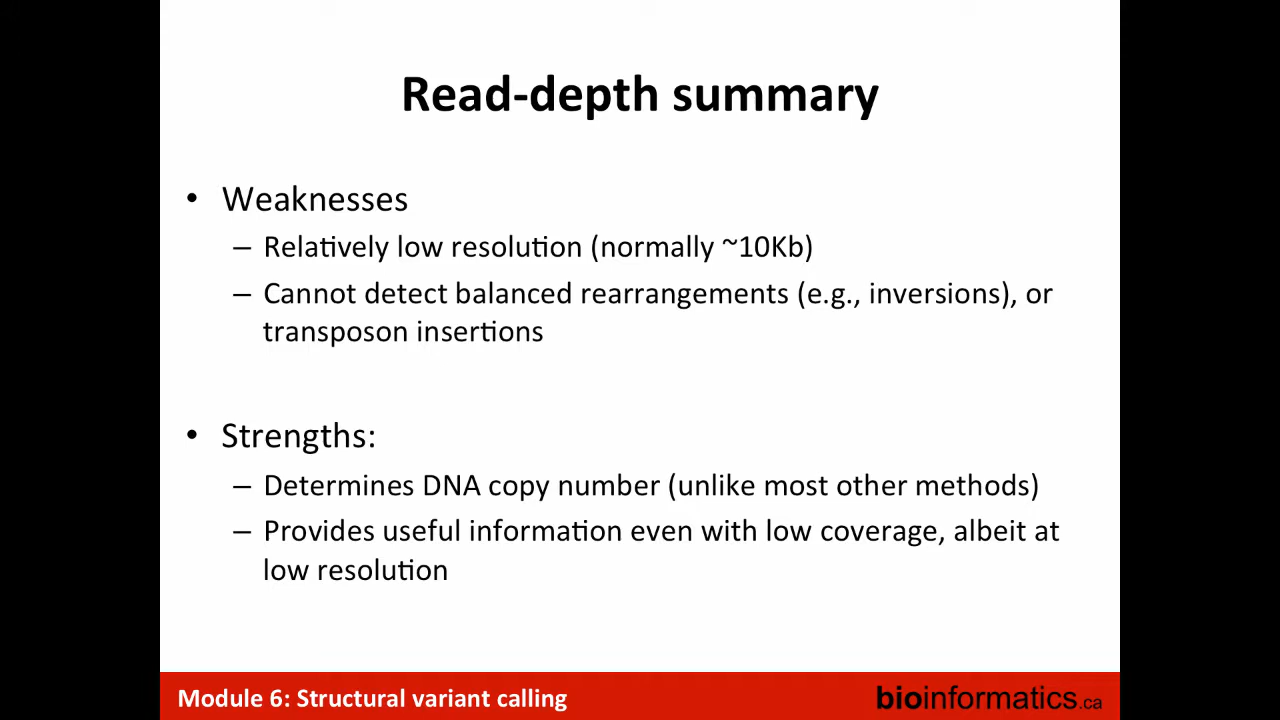 Read-depth summary
• Weaknesses
– Relatively low resolution (normally ~10Kb)
– Cannot detect balanced rearrangements (e.g., inversions), or
transposon insertions
• Strengths:
– Determines DNA copy number (unlike most other methods)
– Provides useful information even with low coverage, albeit at
low resolution
Module 6: Structural variant calling
bioinformatics.ca